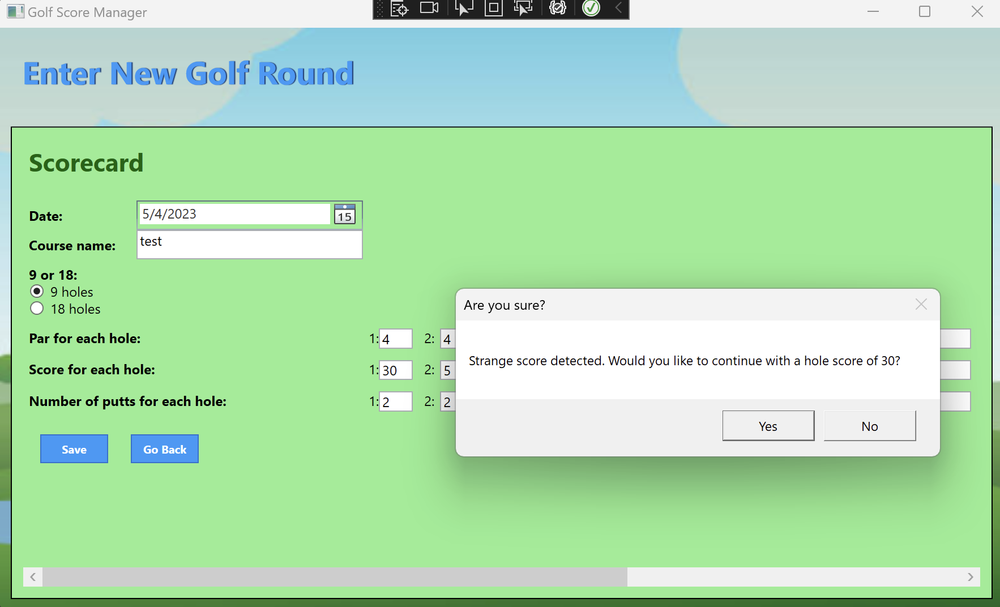 Golf Score Manager
Enter New Golf Round
Scorecard
Date: 5/4/2023 15
Course name: test
9 or 18:
9 holes
18 holes
Par for each hole: 1: 4 2: 4
Score for each hole: 1: 30 2: 5
Number of putts for each hole: 1: 2 2: 2
Save Go Back
Are you sure?
Strange score detected. Would you like to continue with a hole score of 30?
Yes No